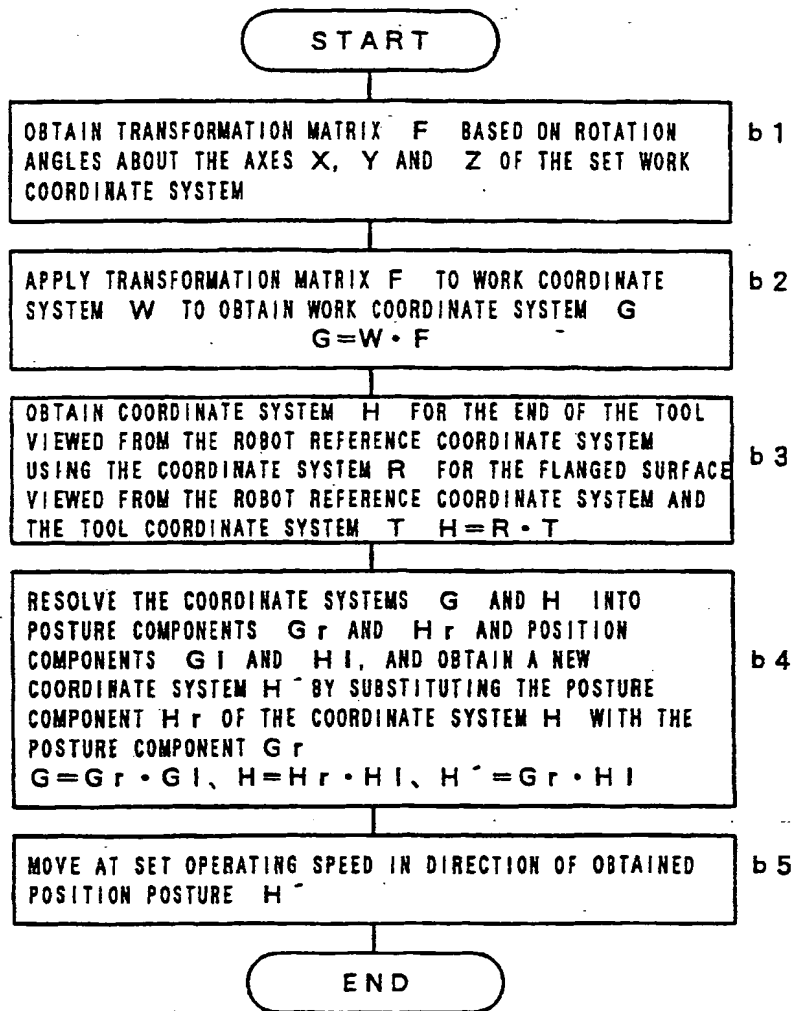 START
OBTAIN TRANSFORMATION MATRIX F BASED ON ROTATION
ANGLES ABOUT THE AXES X, Y AND Z OF THE SET WORK
COORDINATE SYSTEM
b1
APPLY TRANSFORMATION MATRIX F TO WORK COORDINATE
SYSTEM W TO OBTAIN WORK COORDINATE SYSTEM G
G=W・F
b2
OBTAIN COORDINATE SYSTEM H FOR THE END OF THE TOOL
VIEWED FROM THE ROBOT REFERENCE COORDINATE SYSTEM
USING THE COORDINATE SYSTEM R FOR THE FLANGED SURFACE
VIEWED FROM THE ROBOT REFERENCE COORDINATE SYSTEM AND
THE TOOL COORDINATE SYSTEM T H=R・T
b3
RESOLVE THE COORDINATE SYSTEMS G AND H INTO
POSTURE COMPONENTS Gr AND Hr AND POSITION
COMPONENTS Gl AND Hl, AND OBTAIN A NEW
COORDINATE SYSTEM H´ BY SUBSTITUTING THE POSTURE
COMPONENT Hr OF THE COORDINATE SYSTEM H WITH THE
POSTURE COMPONENT Gr
G=Gr・Gl、H=Hr・Hl、H´=Gr・Hl
b4
MOVE AT SET OPERATING SPEED IN DIRECTION OF OBTAINED
POSITION POSTURE H´
b5
END